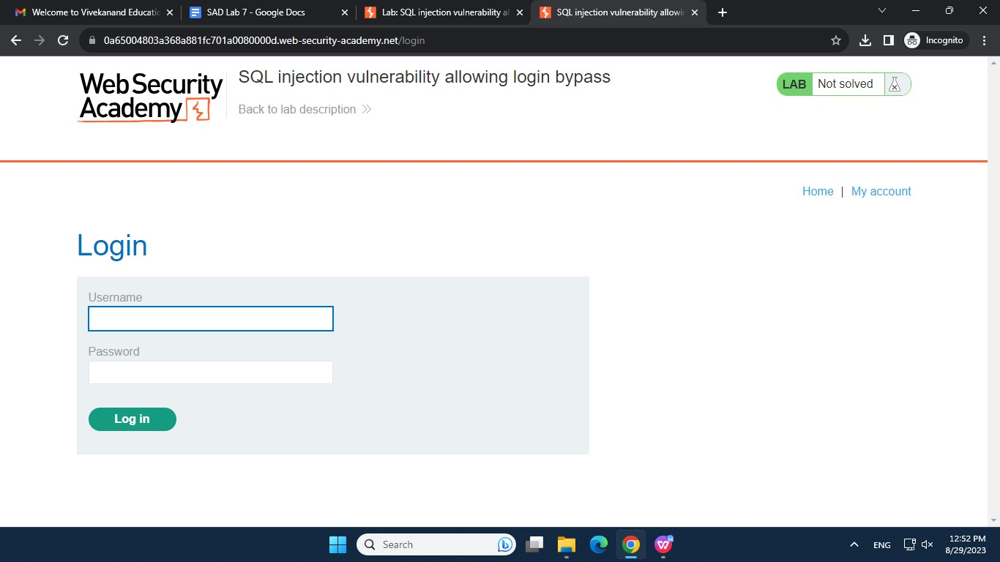 Welcome to Vivekanand Educatic
SAD Lab 7 - Google Docs
Lab: SQL injection vulnerability al
SQL injection vulnerability allowin
0a65004803a368a881fc701a0080000d.web-security-academy.net/login
Incognito
Web Security
Academy
SQL injection vulnerability allowing login bypass
Back to lab description
LAB Not solved
Home | My account
Login
Username
Password
Log in
Search
ENG
12:52 PM
8/29/2023